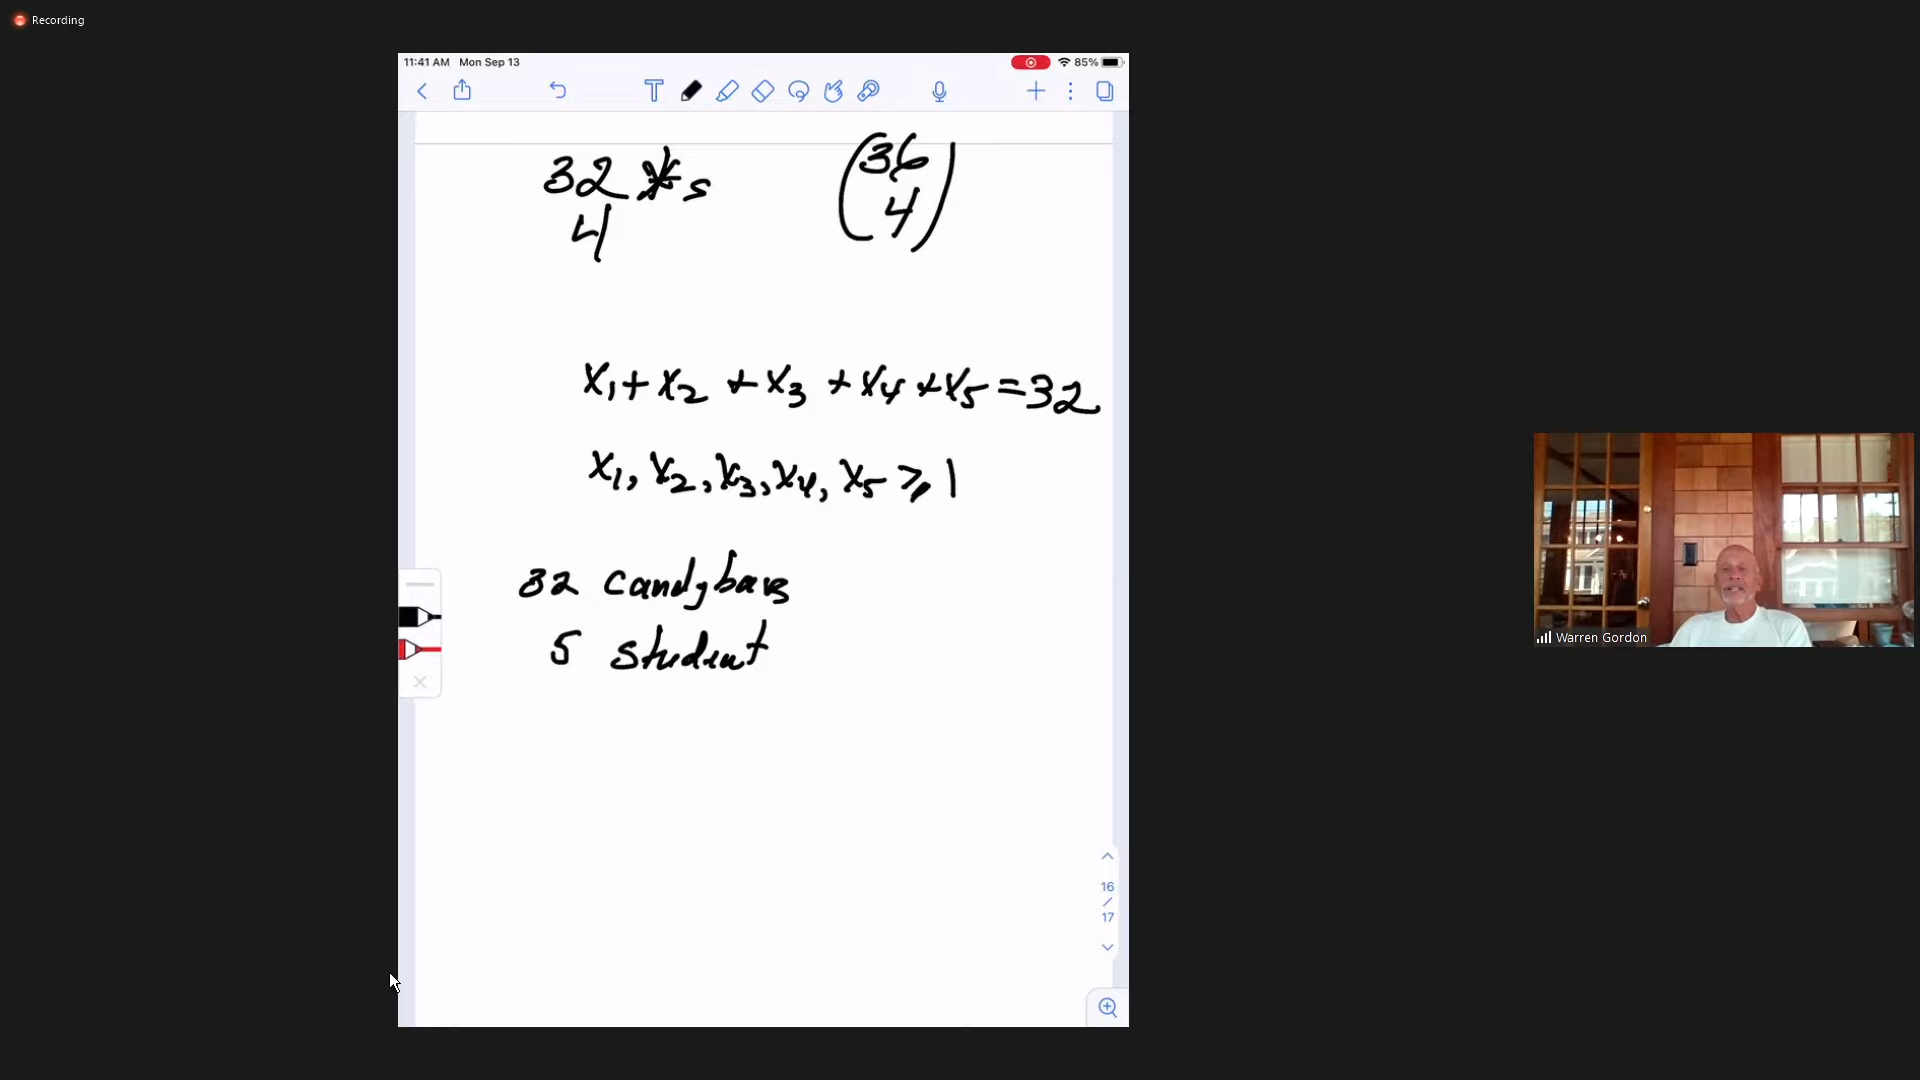 Recording
11:41 AM Mon Sep 13
85%
32 *s
4
(36
4)
x₁ + x₂ + x₃ + x₄ + x₅ = 32
x₁, x₂, x₃, x₄, x₅ ⩾ 1
32 Candybars
5 student
16
/
17
Warren Gordon